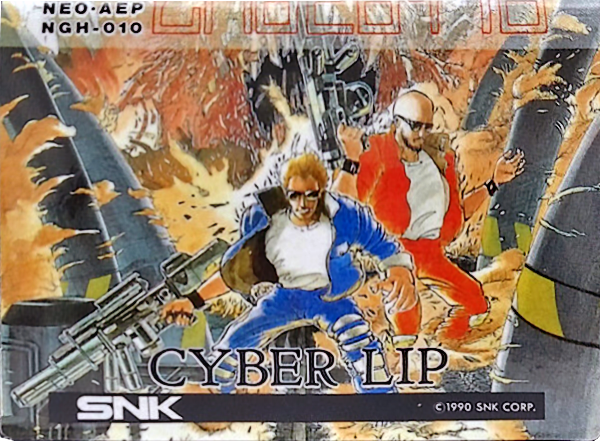 NEO·AEP
NGH-010
CYBER LIP
SNK
©1990 SNK CORP.